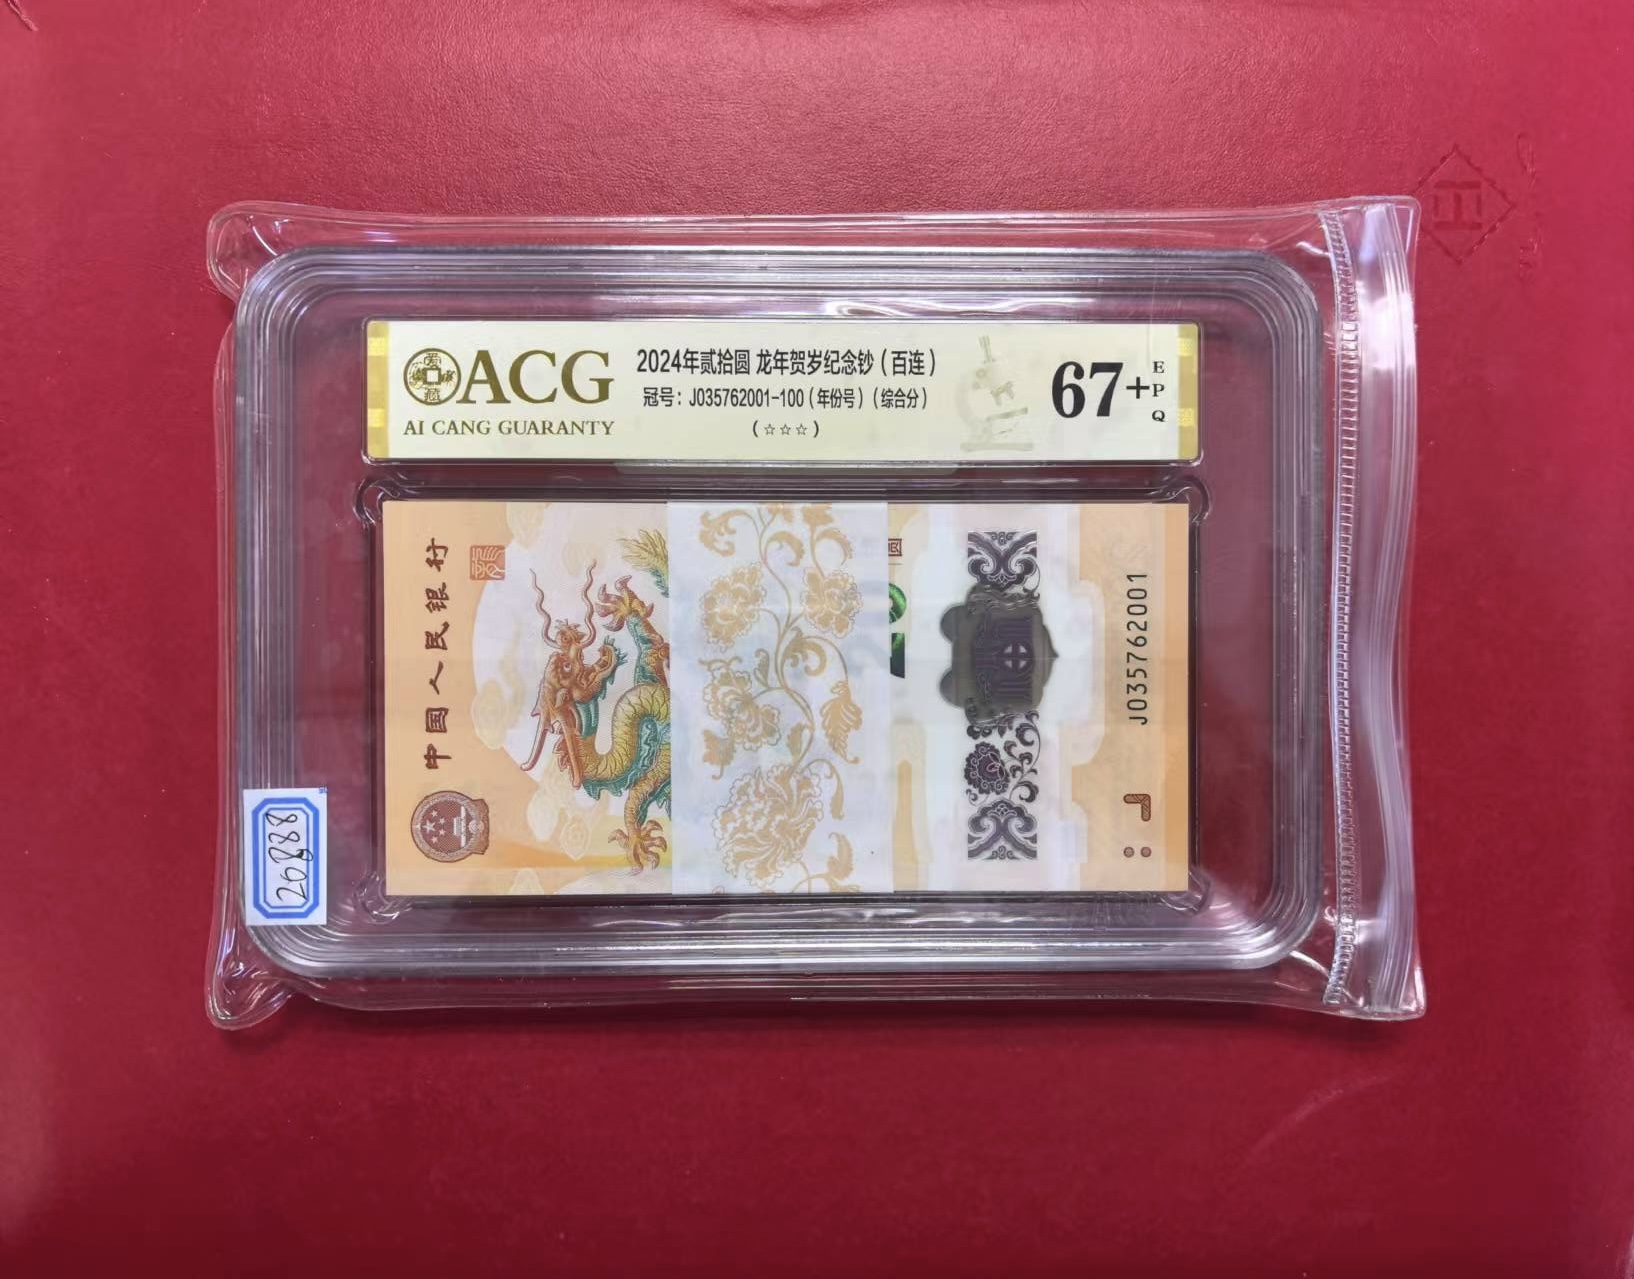 ACG
AI CANG GUARANTY
2024年贰拾圆 龙年贺岁纪念钞（百连）
冠号：J035762001-100（年份号）（综合分）
（☆☆☆）
67+
EPQ
中国人民银行
圆
J035762001